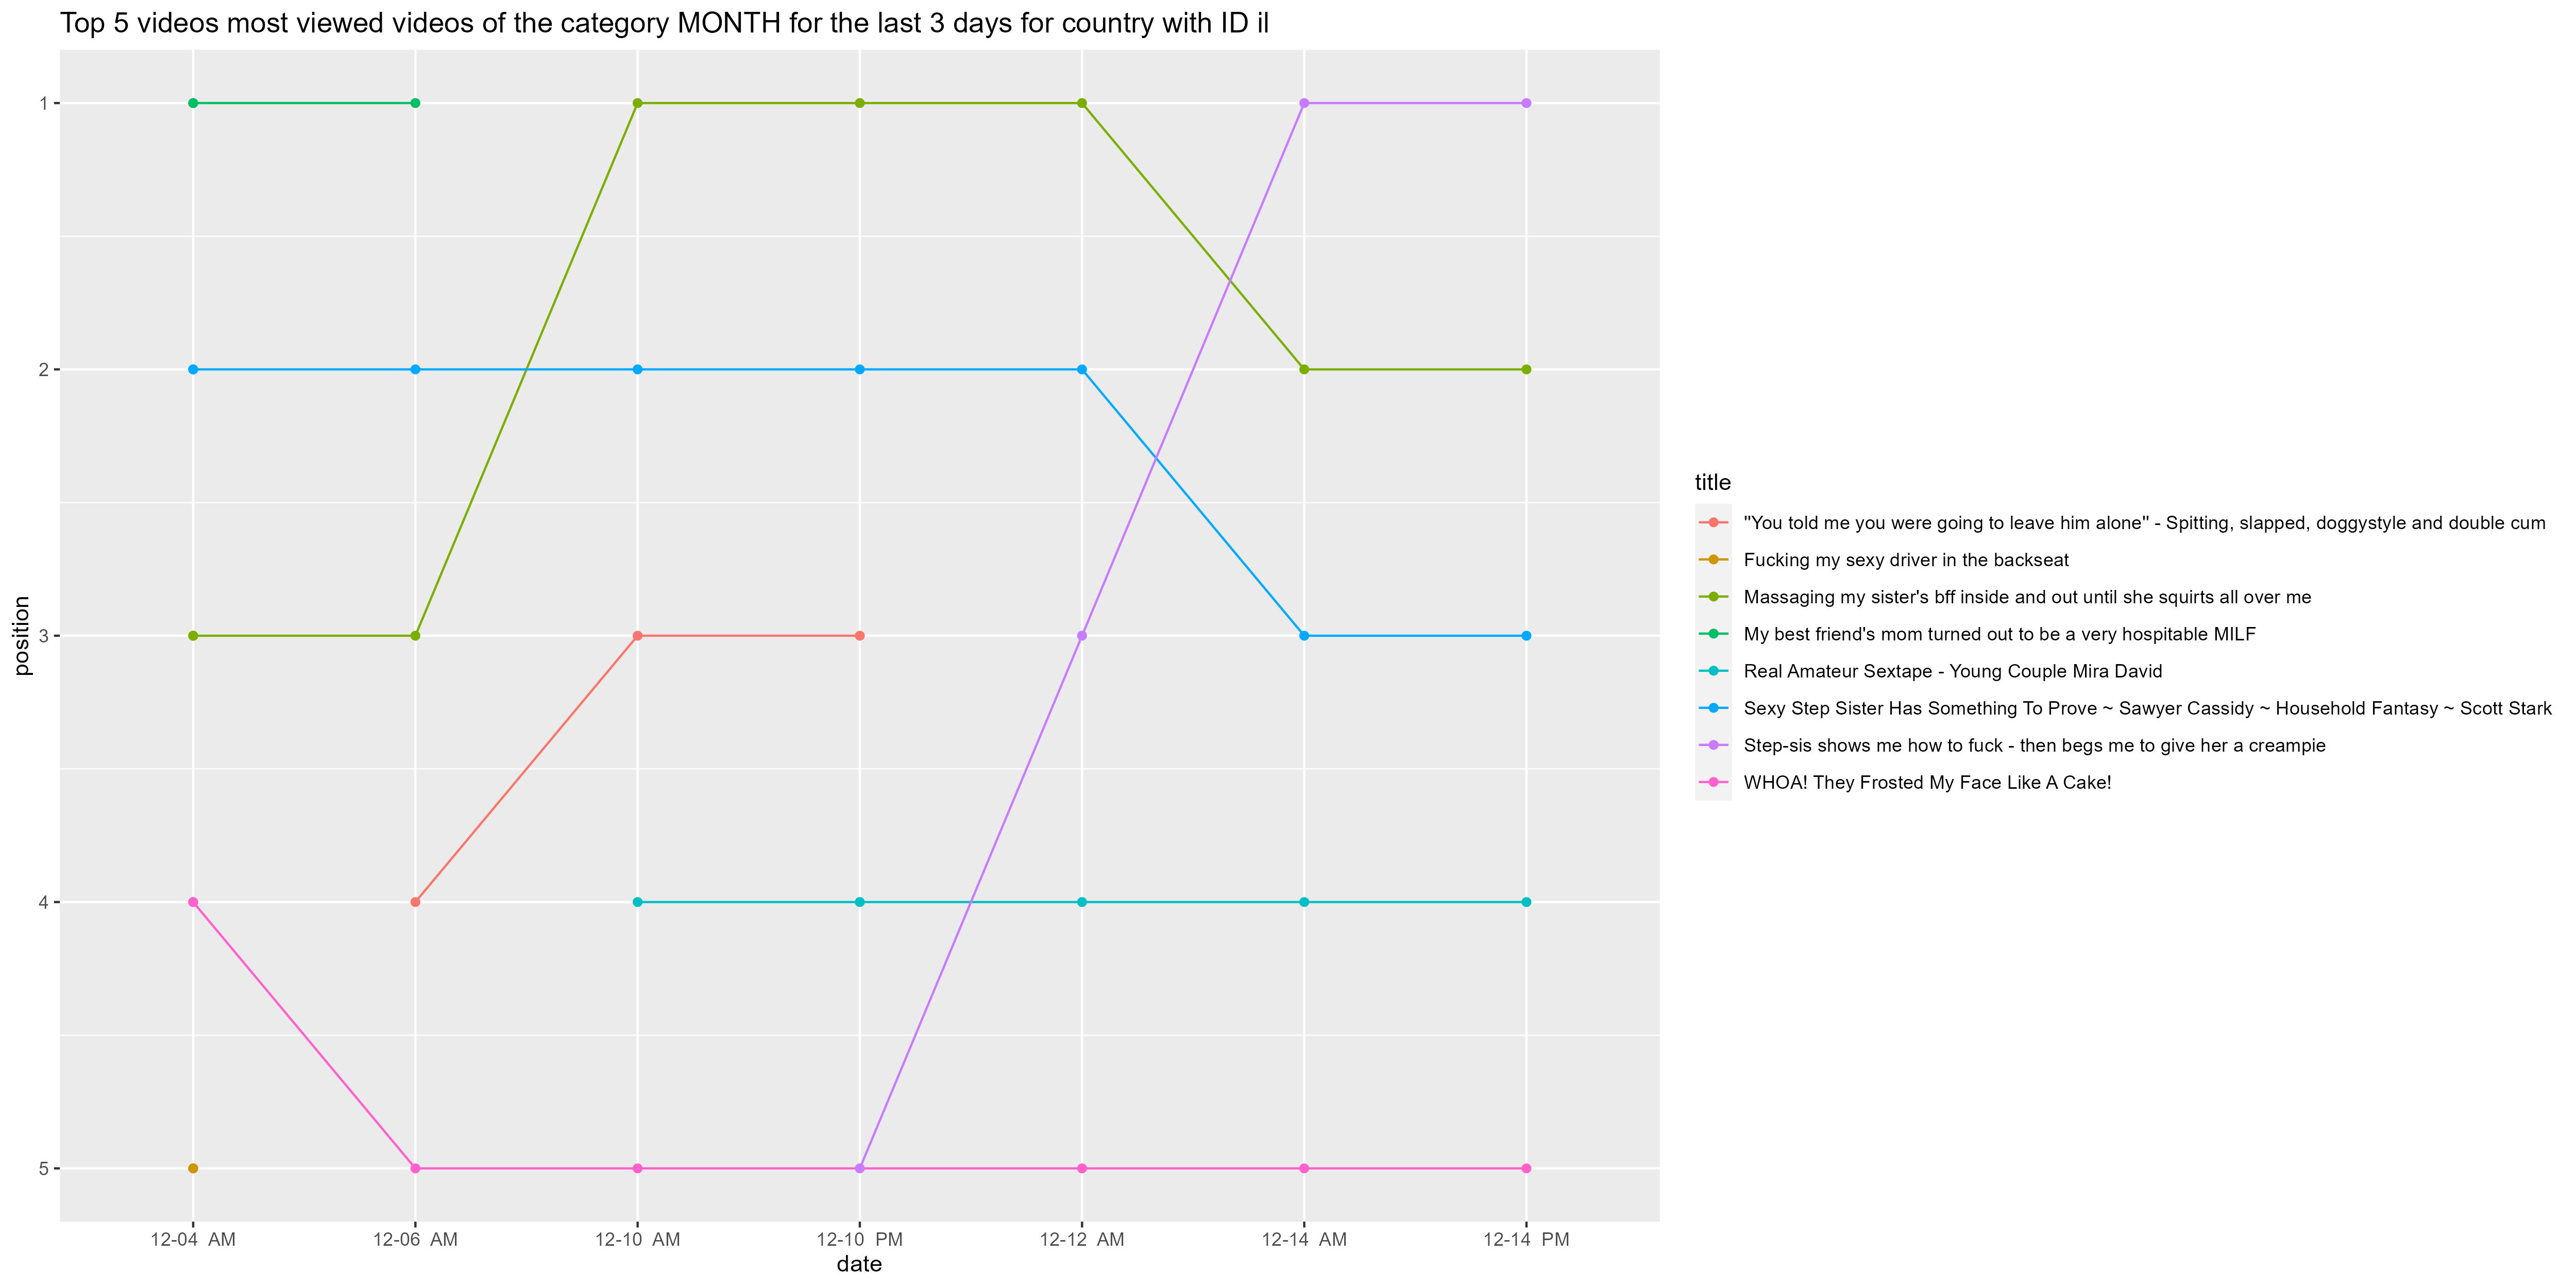 Top 5 videos most viewed videos of the category MONTH for the last 3 days for country with ID il
1
2
3
4
5
position
12-04 AM
12-06 AM
12-10 AM
12-10 PM
12-12 AM
12-14 AM
12-14 PM
date
title
"You told me you were going to leave him alone" - Spitting, slapped, doggystyle and double cum
Fucking my sexy driver in the backseat
Massaging my sister's bff inside and out until she squirts all over me
My best friend's mom turned out to be a very hospitable MILF
Real Amateur Sextape - Young Couple Mira David
Sexy Step Sister Has Something To Prove ~ Sawyer Cassidy ~ Household Fantasy ~ Scott Stark
Step-sis shows me how to fuck - then begs me to give her a creampie
WHOA! They Frosted My Face Like A Cake!